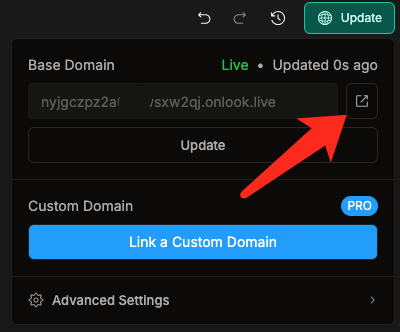 Update
Base Domain
Live • Updated 0s ago
nyjgczpz2a sxw2qj.onlook.live
Update
Custom Domain
PRO
Link a Custom Domain
Advanced Settings